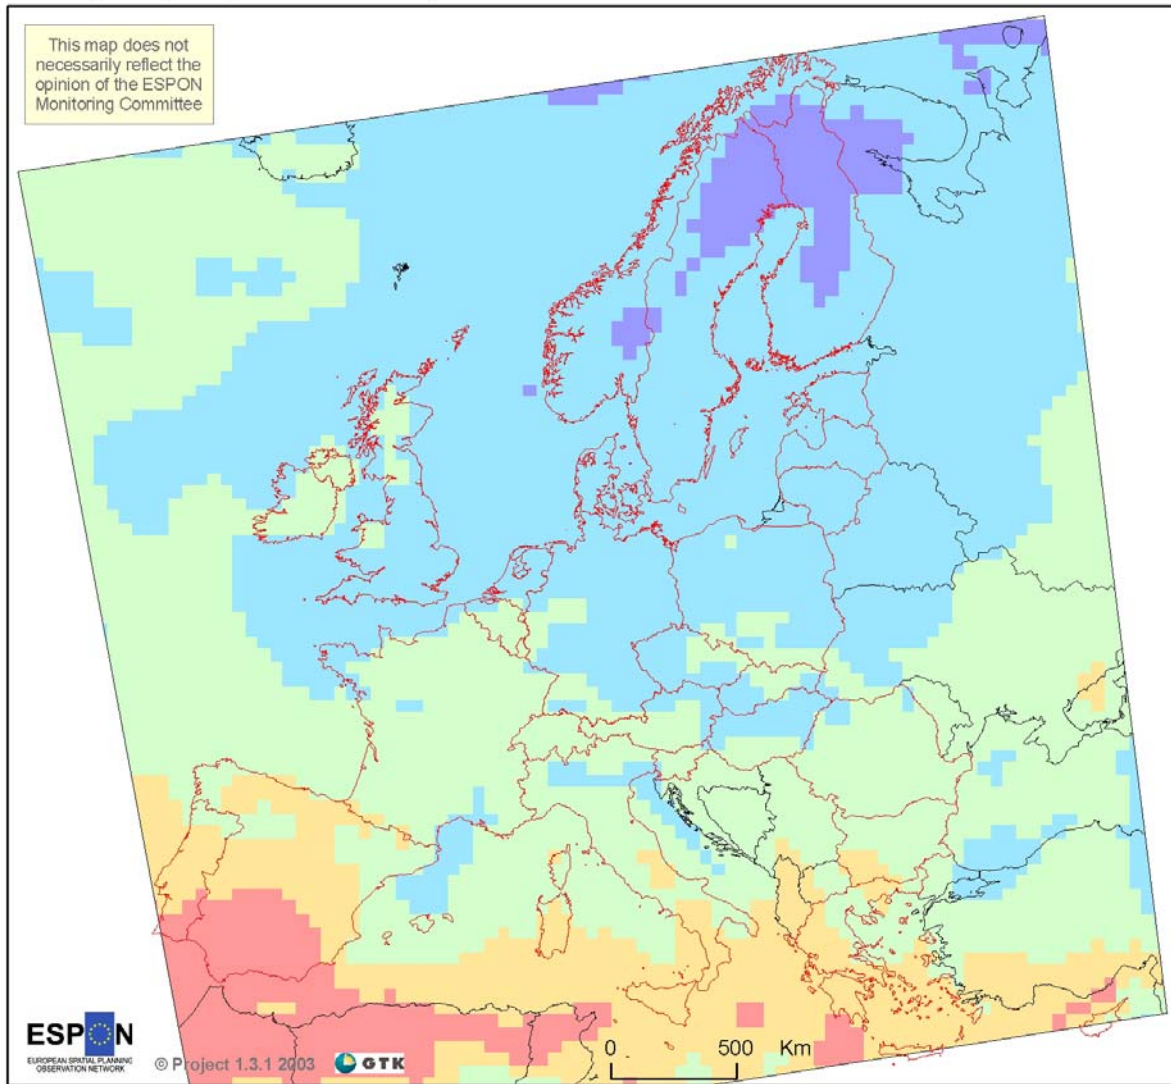 This map does not
necessarily reflect the
opinion of the ESPON
Monitoring Committee
ESPON
EUROPEAN SPATIAL PLANNING
OBSERVATION NETWORK
© Project 1.3.1 2003
GTK
0 500 Km